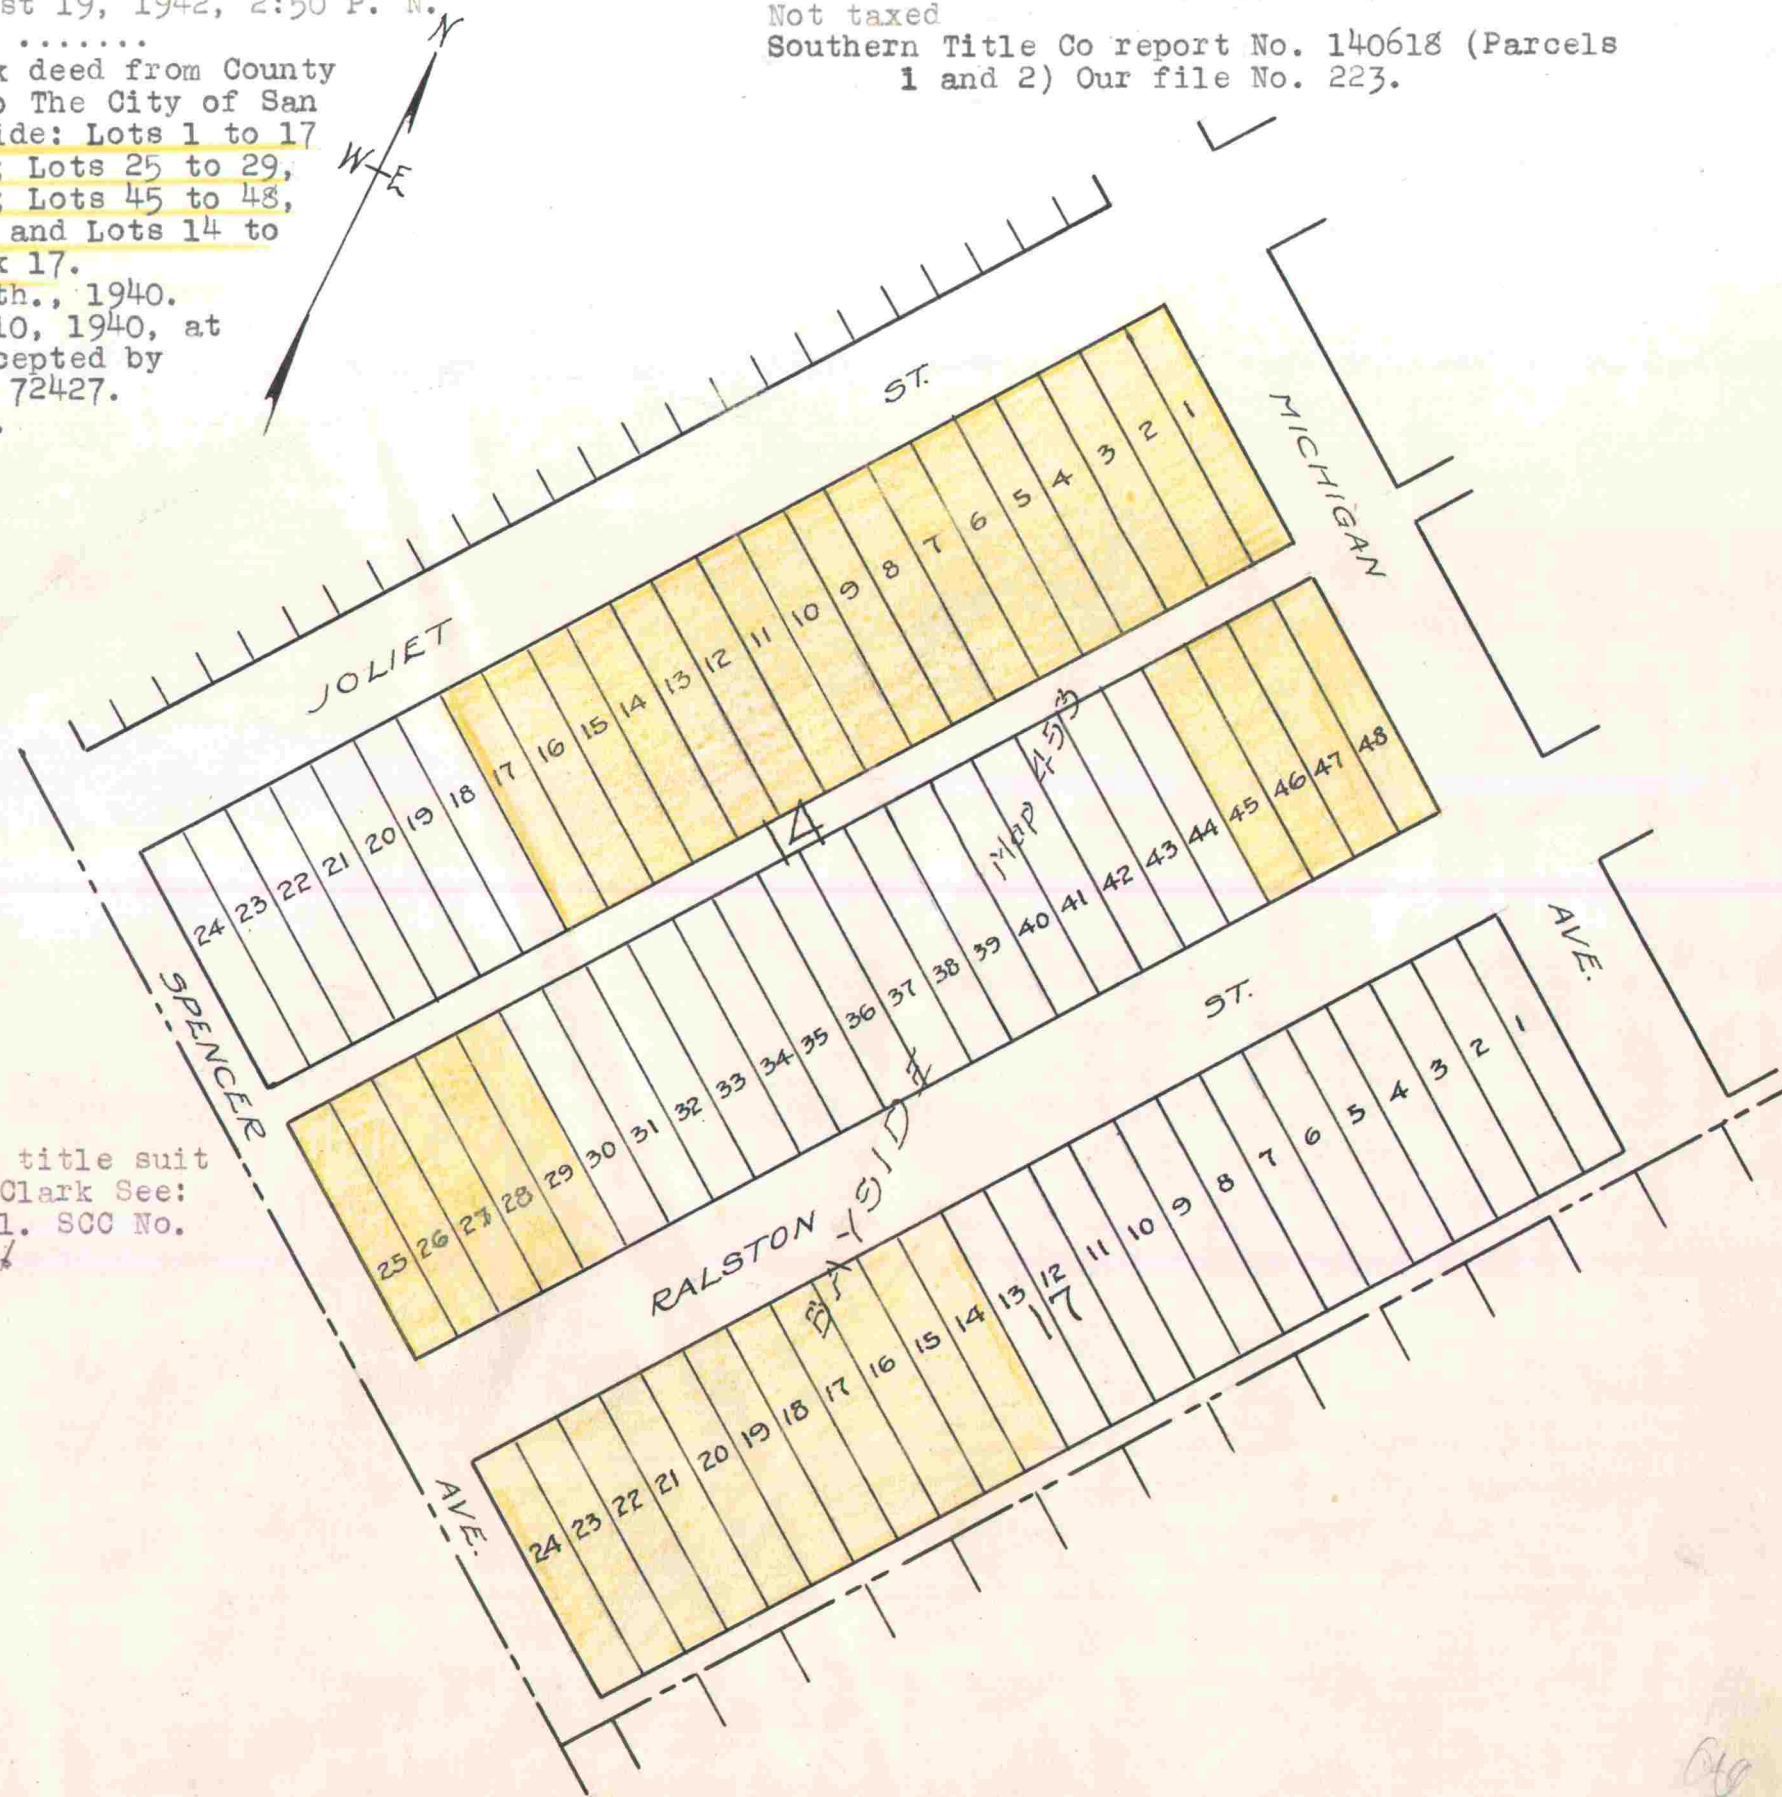 st 19, 1942, 2:50 P. N.
.......
deed from County
The City of San
ide: Lots 1 to 17
; Lots 25 to 29,
; Lots 45 to 48,
and Lots 14 to
17.
th., 1940.
10, 1940, at
cepted by
72427.
Not taxed
Southern Title Co report No. 140618 (Parcels
1 and 2) Our file No. 223.
N
W E
JOLIET ST.
MICHIGAN
24 23 22 21 20 19 18 17 16 15 14 13 12 11 10 9 8 7 6 5 4 3 2 1
4
MAP 453
25 26 27 28 29 30 31 32 33 34 35 36 37 38 39 40 41 42 43 44 45 46 47 48
SPENCER
AVE.
RALSTON ST.
BAYSIDE
24 23 22 21 20 19 18 17 16 15 14 13 12 11 10 9 8 7 6 5 4 3 2 1
17
AVE.
title suit
Clark See:
1. SCC No.